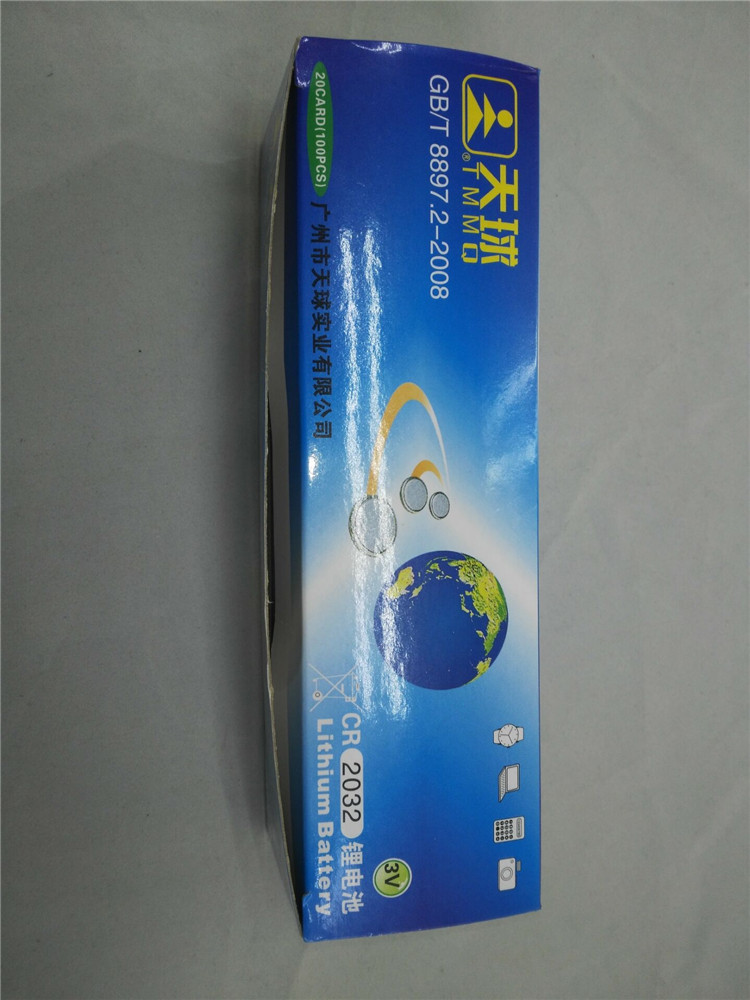 天球
®TMMQ
GB/T 8897.2-2008
20CARD(100PCS)
广州市天球实业有限公司
3V
CR 2032 锂电池
Lithium Battery